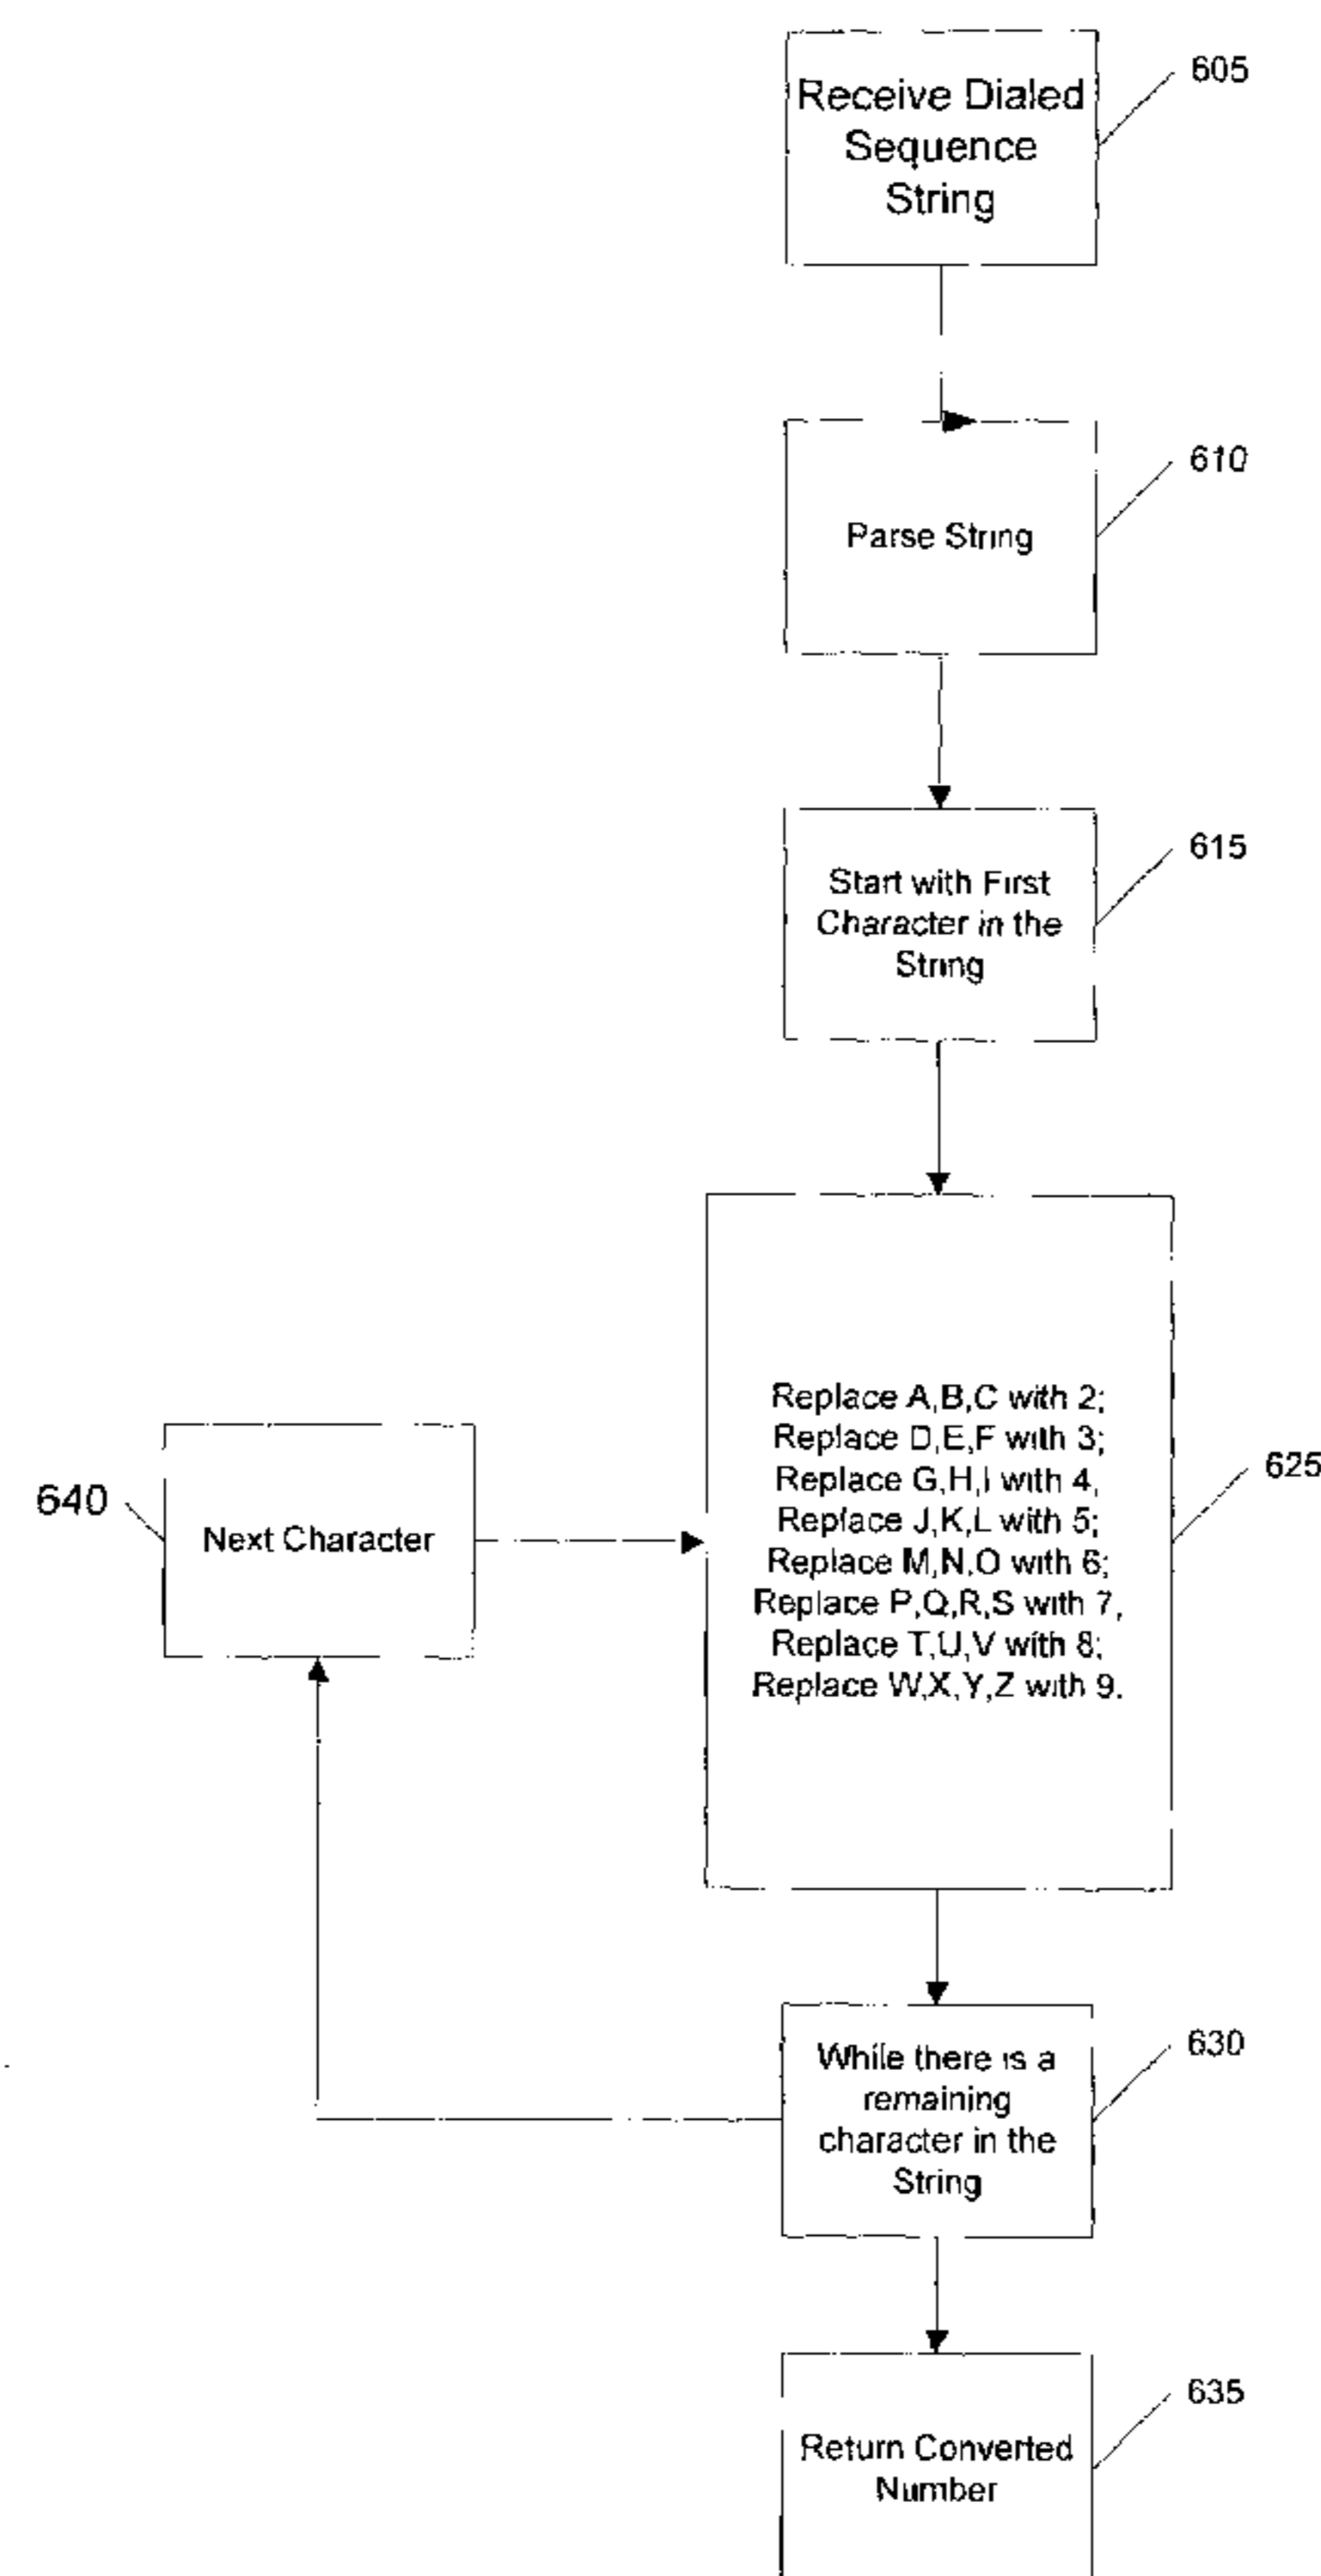 Receive Dialed
Sequence
String
605
Parse String
610
Start with First
Character in the
String
615
Replace A,B,C with 2;
Replace D,E,F with 3;
Replace G,H,I with 4,
Replace J,K,L with 5;
Replace M,N,O with 6;
Replace P,Q,R,S with 7,
Replace T,U,V with 8;
Replace W,X,Y,Z with 9.
625
640
Next Character
While there is a
remaining
character in the
String
630
Return Converted
Number
635